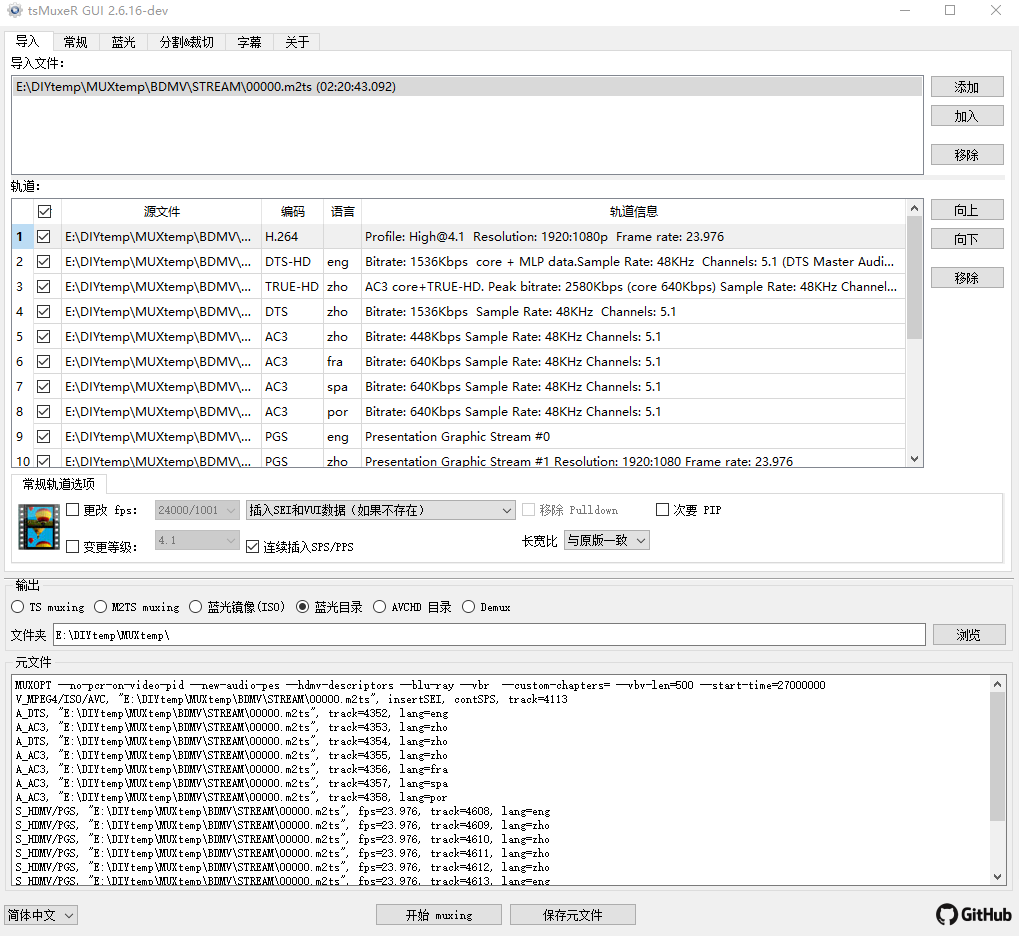 tsMuxeR GUI 2.6.16-dev
导入 常规 蓝光 分割&裁切 字幕 关于
导入文件:
E:\DIYtemp\MUXtemp\BDMV\STREAM\00000.m2ts (02:20:43.092)
添加
加入
移除
轨道:
源文件 编码 语言 轨道信息
1 E:\DIYtemp\MUXtemp\BDMV\... H.264 Profile: High@4.1 Resolution: 1920:1080p Frame rate: 23.976
2 E:\DIYtemp\MUXtemp\BDMV\... DTS-HD eng Bitrate: 1536Kbps core + MLP data.Sample Rate: 48KHz Channels: 5.1 (DTS Master Audi...
3 E:\DIYtemp\MUXtemp\BDMV\... TRUE-HD zho AC3 core+TRUE-HD. Peak bitrate: 2580Kbps (core 640Kbps) Sample Rate: 48KHz Channel...
4 E:\DIYtemp\MUXtemp\BDMV\... DTS zho Bitrate: 1536Kbps Sample Rate: 48KHz Channels: 5.1
5 E:\DIYtemp\MUXtemp\BDMV\... AC3 zho Bitrate: 448Kbps Sample Rate: 48KHz Channels: 5.1
6 E:\DIYtemp\MUXtemp\BDMV\... AC3 fra Bitrate: 640Kbps Sample Rate: 48KHz Channels: 5.1
7 E:\DIYtemp\MUXtemp\BDMV\... AC3 spa Bitrate: 640Kbps Sample Rate: 48KHz Channels: 5.1
8 E:\DIYtemp\MUXtemp\BDMV\... AC3 por Bitrate: 640Kbps Sample Rate: 48KHz Channels: 5.1
9 E:\DIYtemp\MUXtemp\BDMV\... PGS eng Presentation Graphic Stream #0
10 E:\DIYtemp\MUXtemp\BDMV\... PGS zho Presentation Graphic Stream #1 Resolution: 1920:1080 Frame rate: 23.976
向上
向下
移除
常规轨道选项
更改 fps: 24000/1001 插入SEI和VUI数据（如果不存在） 移除 Pulldown 次要 PIP
变更等级: 4.1 连续插入SPS/PPS 长宽比 与原版一致
输出
TS muxing M2TS muxing 蓝光镜像(ISO) 蓝光目录 AVCHD 目录 Demux
文件夹 E:\DIYtemp\MUXtemp\ 浏览
元文件
MUXOPT --no-pcr-on-video-pid --new-audio-pes --hdmv-descriptors --blu-ray --vbr --custom-chapters= --vbv-len=500 --start-time=27000000
V_MPEG4/ISO/AVC, "E:\DIYtemp\MUXtemp\BDMV\STREAM\00000.m2ts", insertSEI, contSPS, track=4113
A_DTS, "E:\DIYtemp\MUXtemp\BDMV\STREAM\00000.m2ts", track=4352, lang=eng
A_AC3, "E:\DIYtemp\MUXtemp\BDMV\STREAM\00000.m2ts", track=4353, lang=zho
A_DTS, "E:\DIYtemp\MUXtemp\BDMV\STREAM\00000.m2ts", track=4354, lang=zho
A_AC3, "E:\DIYtemp\MUXtemp\BDMV\STREAM\00000.m2ts", track=4355, lang=zho
A_AC3, "E:\DIYtemp\MUXtemp\BDMV\STREAM\00000.m2ts", track=4356, lang=fra
A_AC3, "E:\DIYtemp\MUXtemp\BDMV\STREAM\00000.m2ts", track=4357, lang=spa
A_AC3, "E:\DIYtemp\MUXtemp\BDMV\STREAM\00000.m2ts", track=4358, lang=por
S_HDMV/PGS, "E:\DIYtemp\MUXtemp\BDMV\STREAM\00000.m2ts", fps=23.976, track=4608, lang=eng
S_HDMV/PGS, "E:\DIYtemp\MUXtemp\BDMV\STREAM\00000.m2ts", fps=23.976, track=4609, lang=zho
S_HDMV/PGS, "E:\DIYtemp\MUXtemp\BDMV\STREAM\00000.m2ts", fps=23.976, track=4610, lang=zho
S_HDMV/PGS, "E:\DIYtemp\MUXtemp\BDMV\STREAM\00000.m2ts", fps=23.976, track=4611, lang=zho
S_HDMV/PGS, "E:\DIYtemp\MUXtemp\BDMV\STREAM\00000.m2ts", fps=23.976, track=4612, lang=zho
S_HDMV/PGS, "E:\DIYtemp\MUXtemp\BDMV\STREAM\00000.m2ts", fps=23.976, track=4613, lang=eng
简体中文 开始 muxing 保存元文件 GitHub